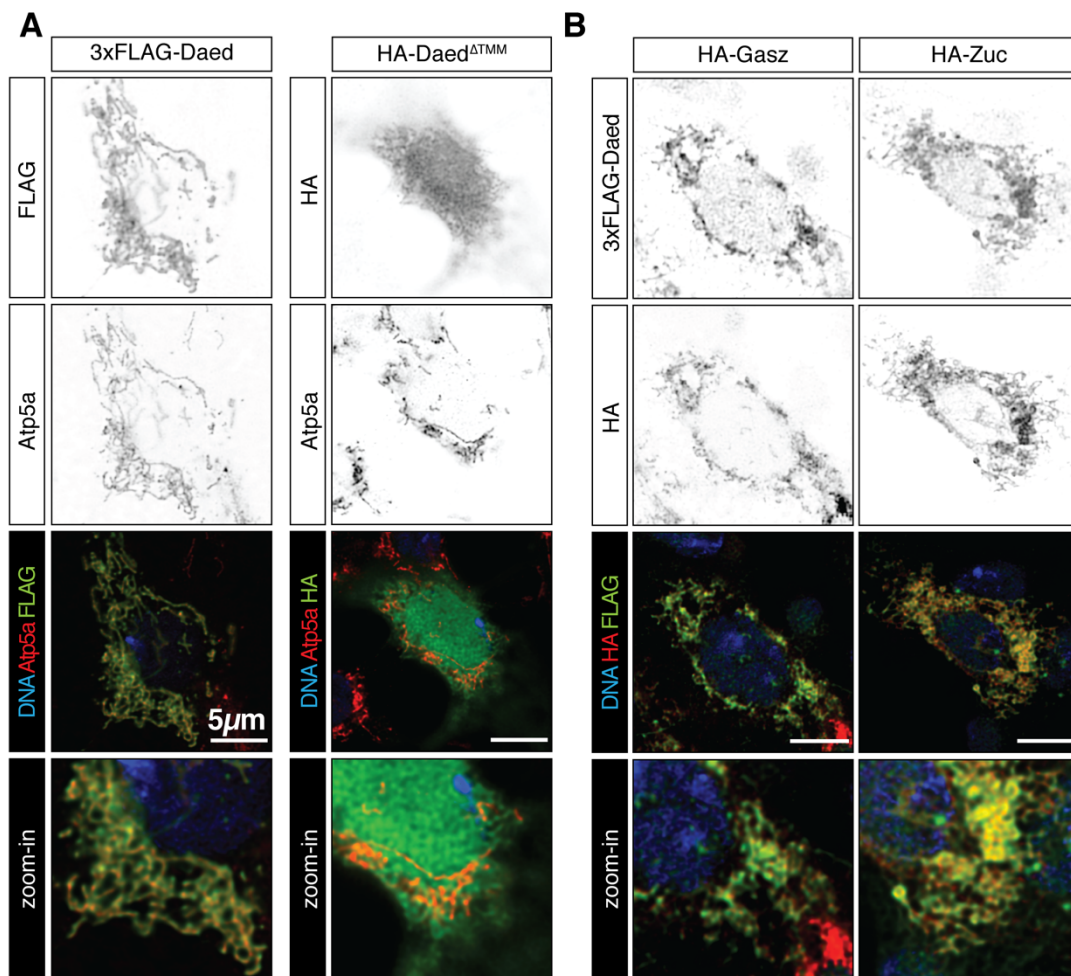 A
B
3xFLAG-Daed
HA-Daed^ΔTMM
HA-Gasz
HA-Zuc
FLAG
HA
3xFLAG-Daed
Atp5a
Atp5a
HA
DNA Atp5a FLAG
5µm
DNA Atp5a HA
DNA HA FLAG
zoom-in
zoom-in
zoom-in